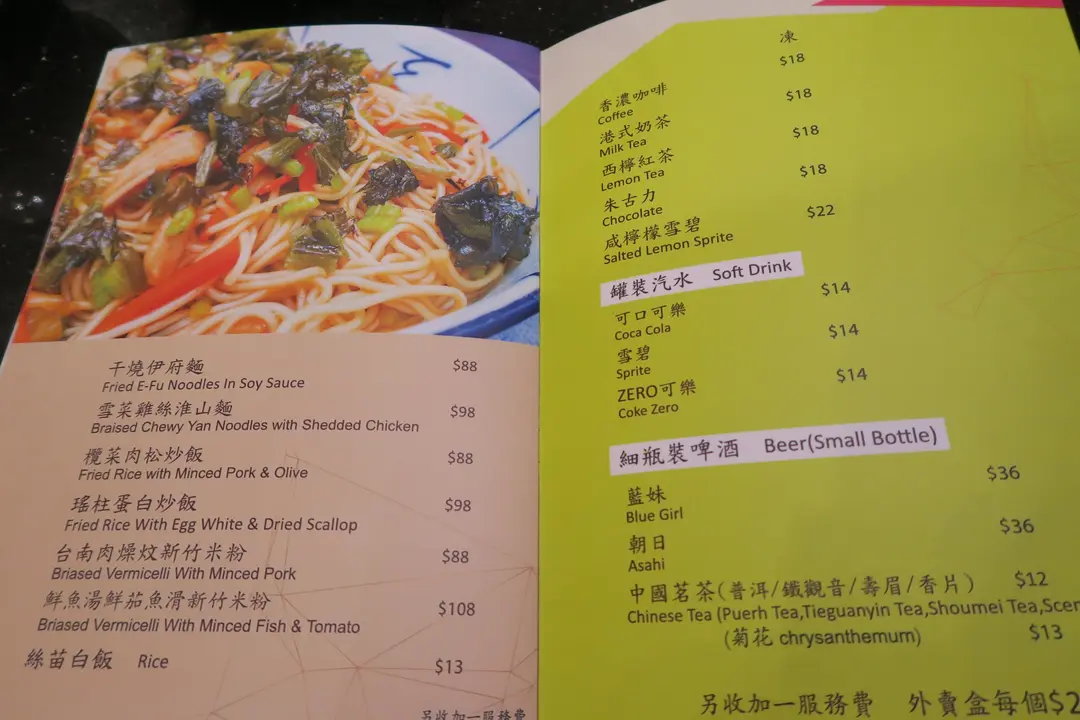 干燒伊府麵 $88
Fried E-Fu Noodles In Soy Sauce
雪菜雞絲淮山麵 $98
Braised Chewy Yan Noodles with Shedded Chicken
欖菜肉松炒飯 $88
Fried Rice with Minced Pork & Olive
瑤柱蛋白炒飯 $98
Fried Rice With Egg White & Dried Scallop
台南肉燥炆新竹米粉 $88
Briased Vermicelli With Minced Pork
鮮魚湯鮮茄魚滑新竹米粉 $108
Briased Vermicelli With Minced Fish & Tomato
絲苗白飯 Rice $13
另收加一服務費
凍
$18
香濃咖啡 $18
Coffee
港式奶茶 $18
Milk Tea
西檸紅茶 $18
Lemon Tea
朱古力 $22
Chocolate
咸檸檬雪碧
Salted Lemon Sprite
罐裝汽水 Soft Drink
可口可樂 $14
Coca Cola
雪碧 $14
Sprite
ZERO可樂 $14
Coke Zero
細瓶裝啤酒 Beer(Small Bottle)
藍妹 $36
Blue Girl
朝日 $36
Asahi
中國茗茶(普洱/鐵觀音/壽眉/香片) $12
Chinese Tea (Puerh Tea,Tieguanyin Tea,Shoumei Tea,Scen
(菊花 chrysanthemum) $13
另收加一服務費 外賣盒每個$2